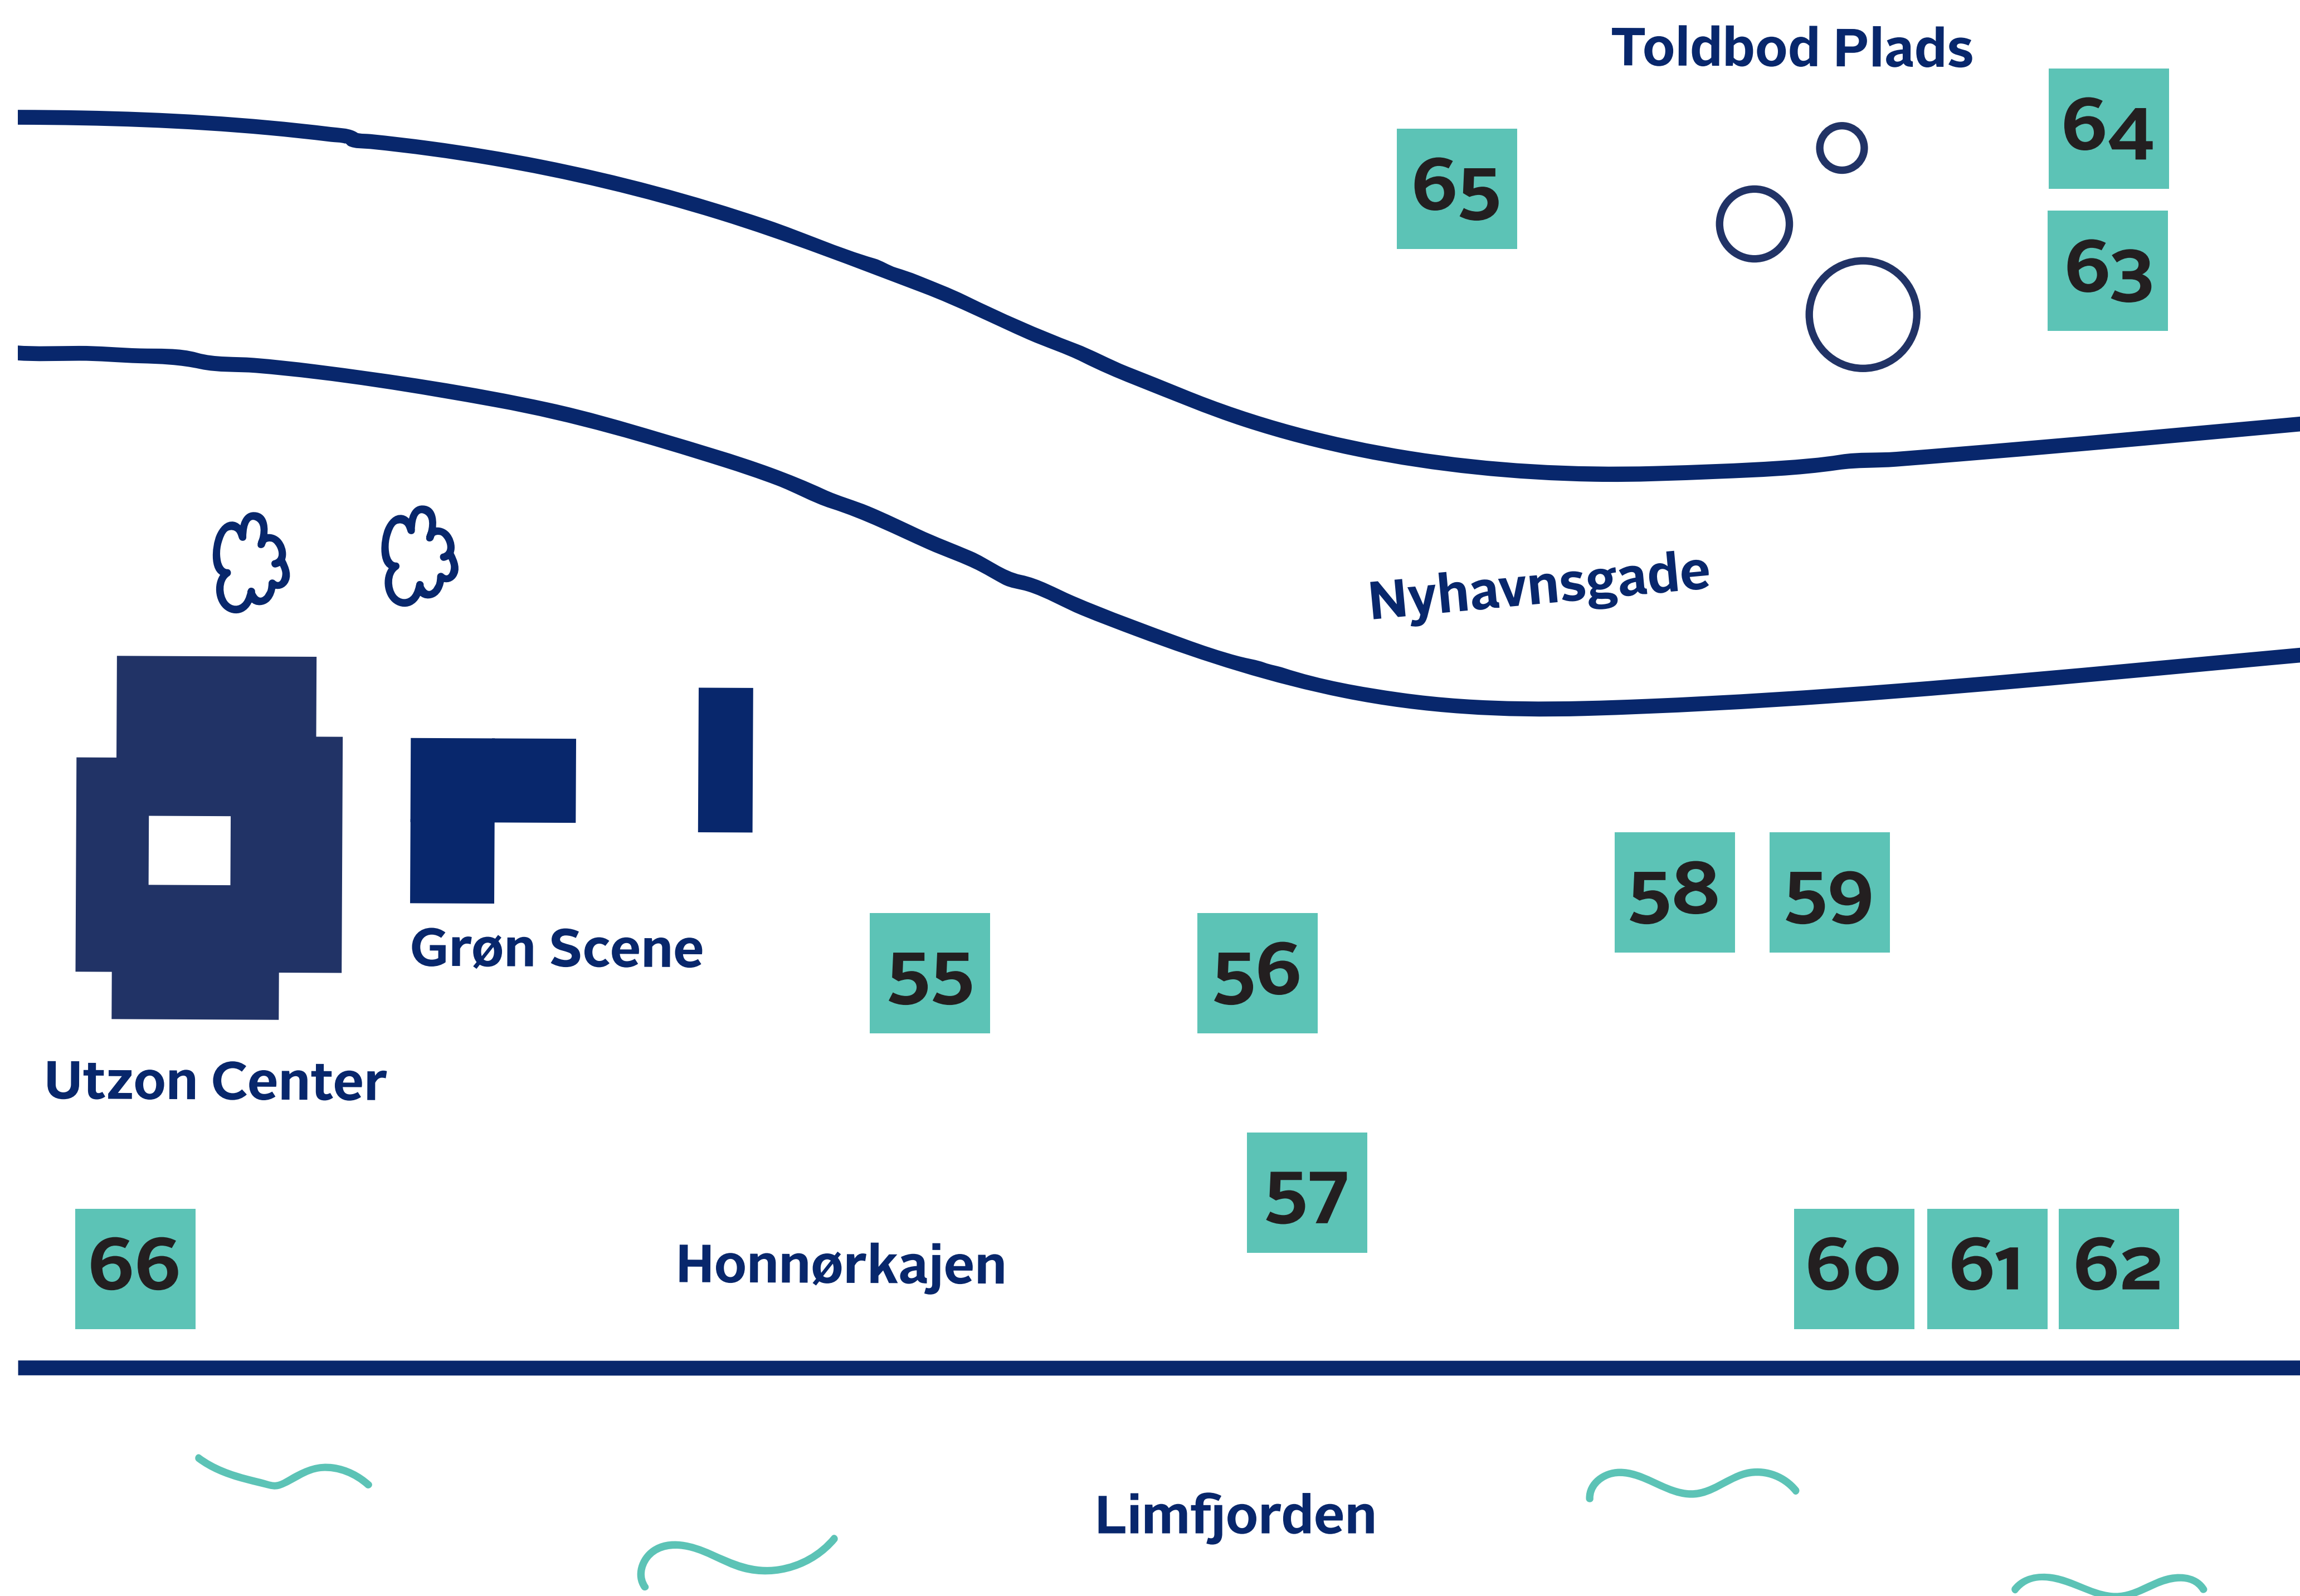 Toldbod Plads
64
65
63
Nyhavnsgade
58
59
Grøn Scene
55
56
Utzon Center
57
66
Honnørkajen
60
61
62
Limfjorden